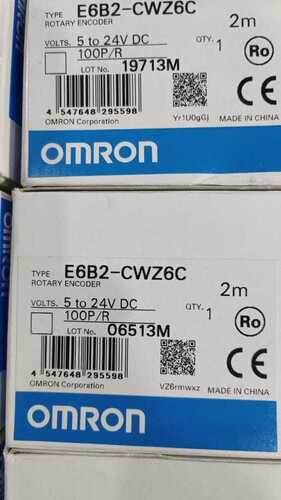 TYPE E6B2-CWZ6C
ROTARY ENCODER 2m
VOLTS. 5 to 24V DC QTY. 1
100P/R
LOT No. 19713M
Ro
4 547648 295598
OMRON Corporation
Yr1U0gGj MADE IN CHINA
CE
OMRON
TYPE E6B2-CWZ6C
ROTARY ENCODER 2m
VOLTS. 5 to 24V DC QTY. 1
100P/R
LOT No. 06513M
Ro
4 547648 295598
OMRON Corporation
VZ6rmwxz MADE IN CHINA
CE
OMRON
OMRON